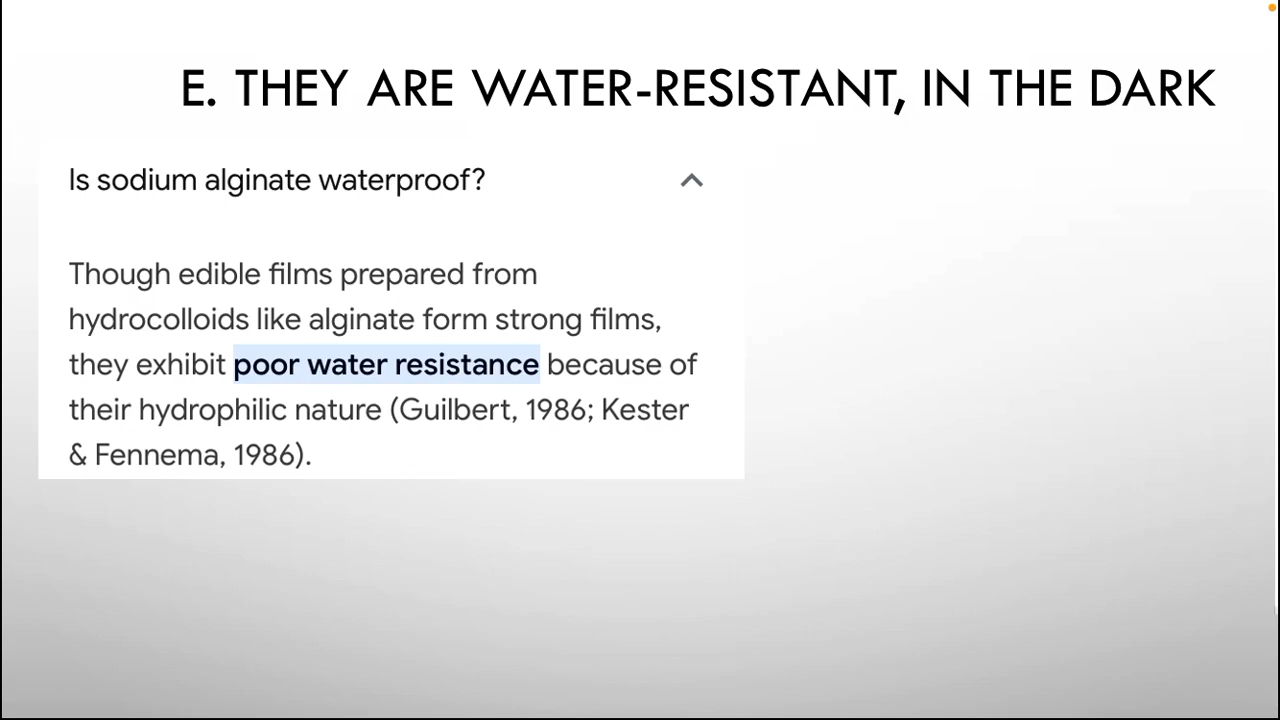 E. THEY ARE WATER-RESISTANT, IN THE DARK
Is sodium alginate waterproof?
Though edible films prepared from
hydrocolloids like alginate form strong films,
they exhibit poor water resistance because of
their hydrophilic nature (Guilbert, 1986; Kester
& Fennema, 1986).